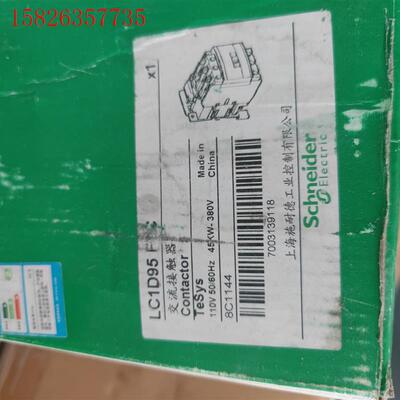 15826357735
x1
LC1D95
交流接触器
Contactor
TeSys
110V 50/60Hz 45KW-380V
Made in
China
8C1144
7003139118
上海施耐德工业控制有限公司
Schneider
Electric